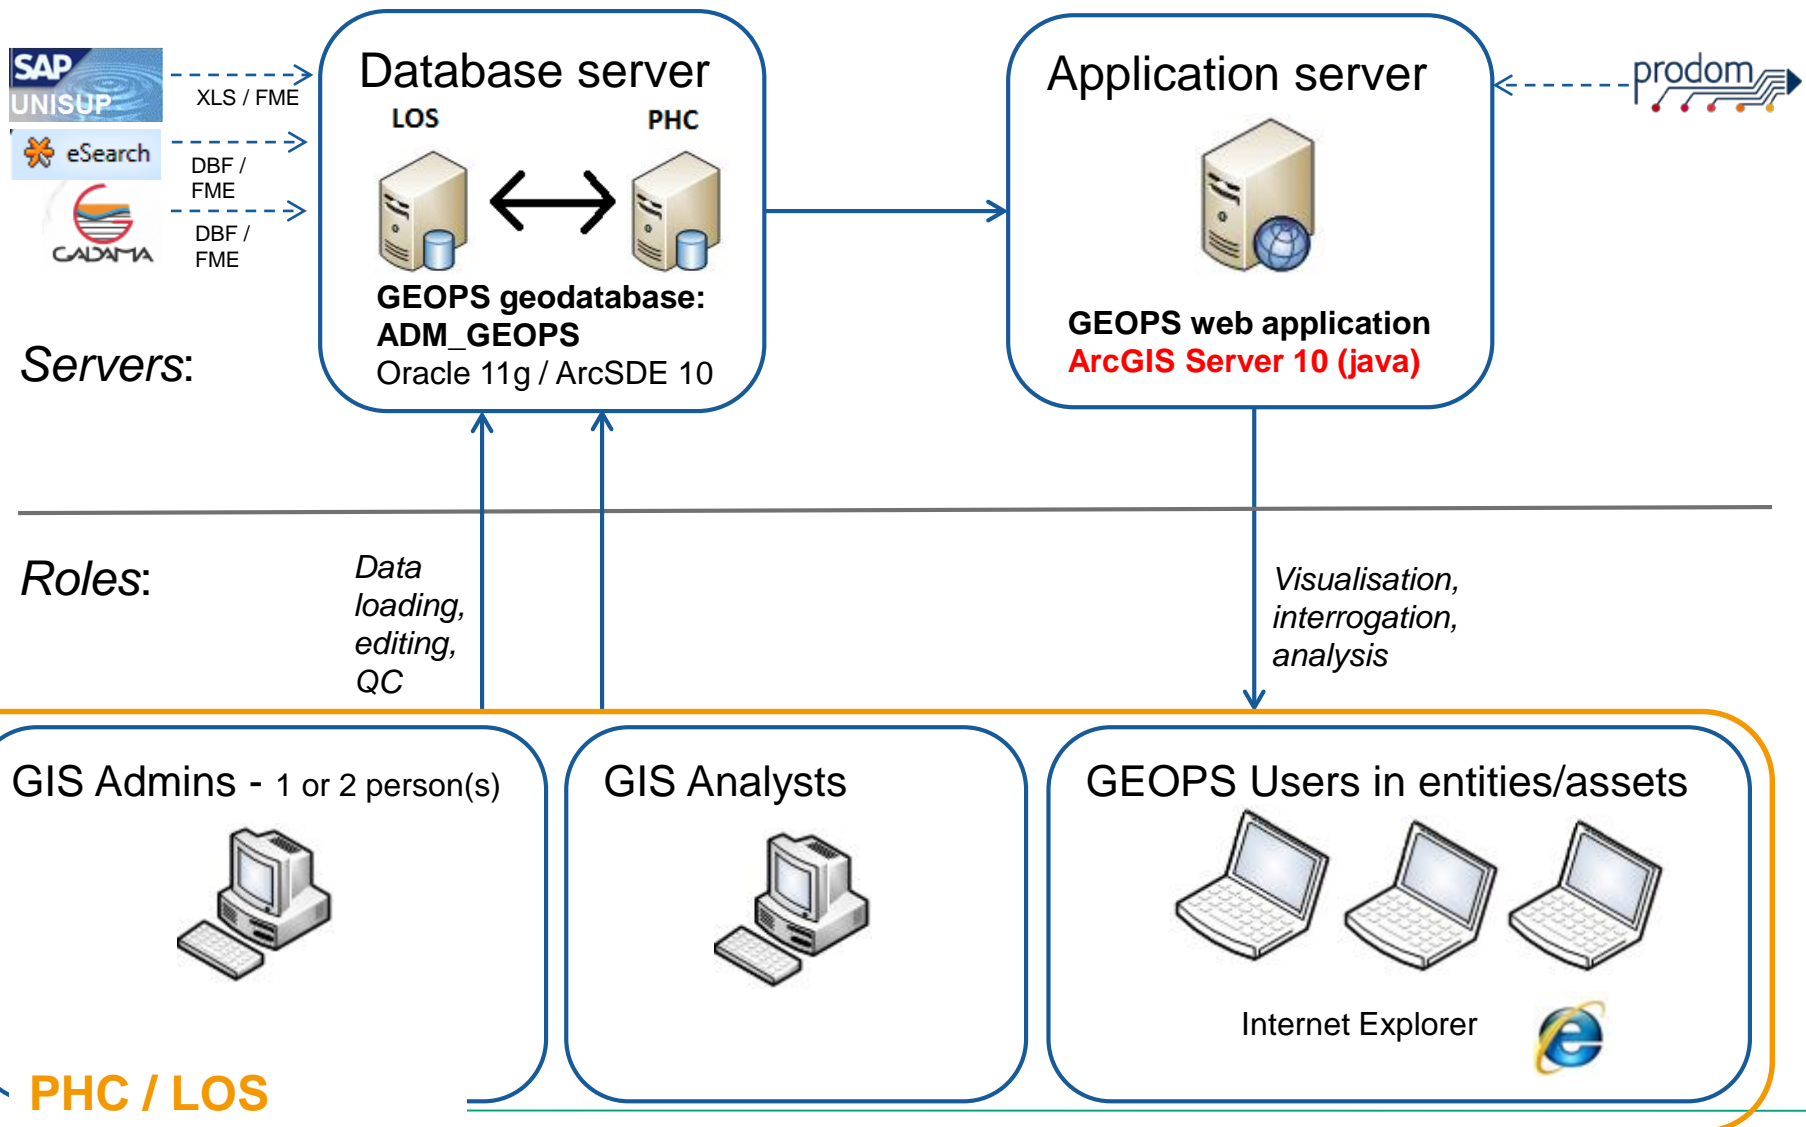 SAP
UNISUP
XLS / FME
eSearch
DBF /
FME
CADAMA
DBF /
FME
Database server
LOS
PHC
GEOPS geodatabase:
ADM_GEOPS
Oracle 11g / ArcSDE 10
Application server
GEOPS web application
ArcGIS Server 10 (java)
prodom
Servers:
Roles:
Data
loading,
editing,
QC
Visualisation,
interrogation,
analysis
GIS Admins - 1 or 2 person(s)
GIS Analysts
GEOPS Users in entities/assets
Internet Explorer
PHC / LOS